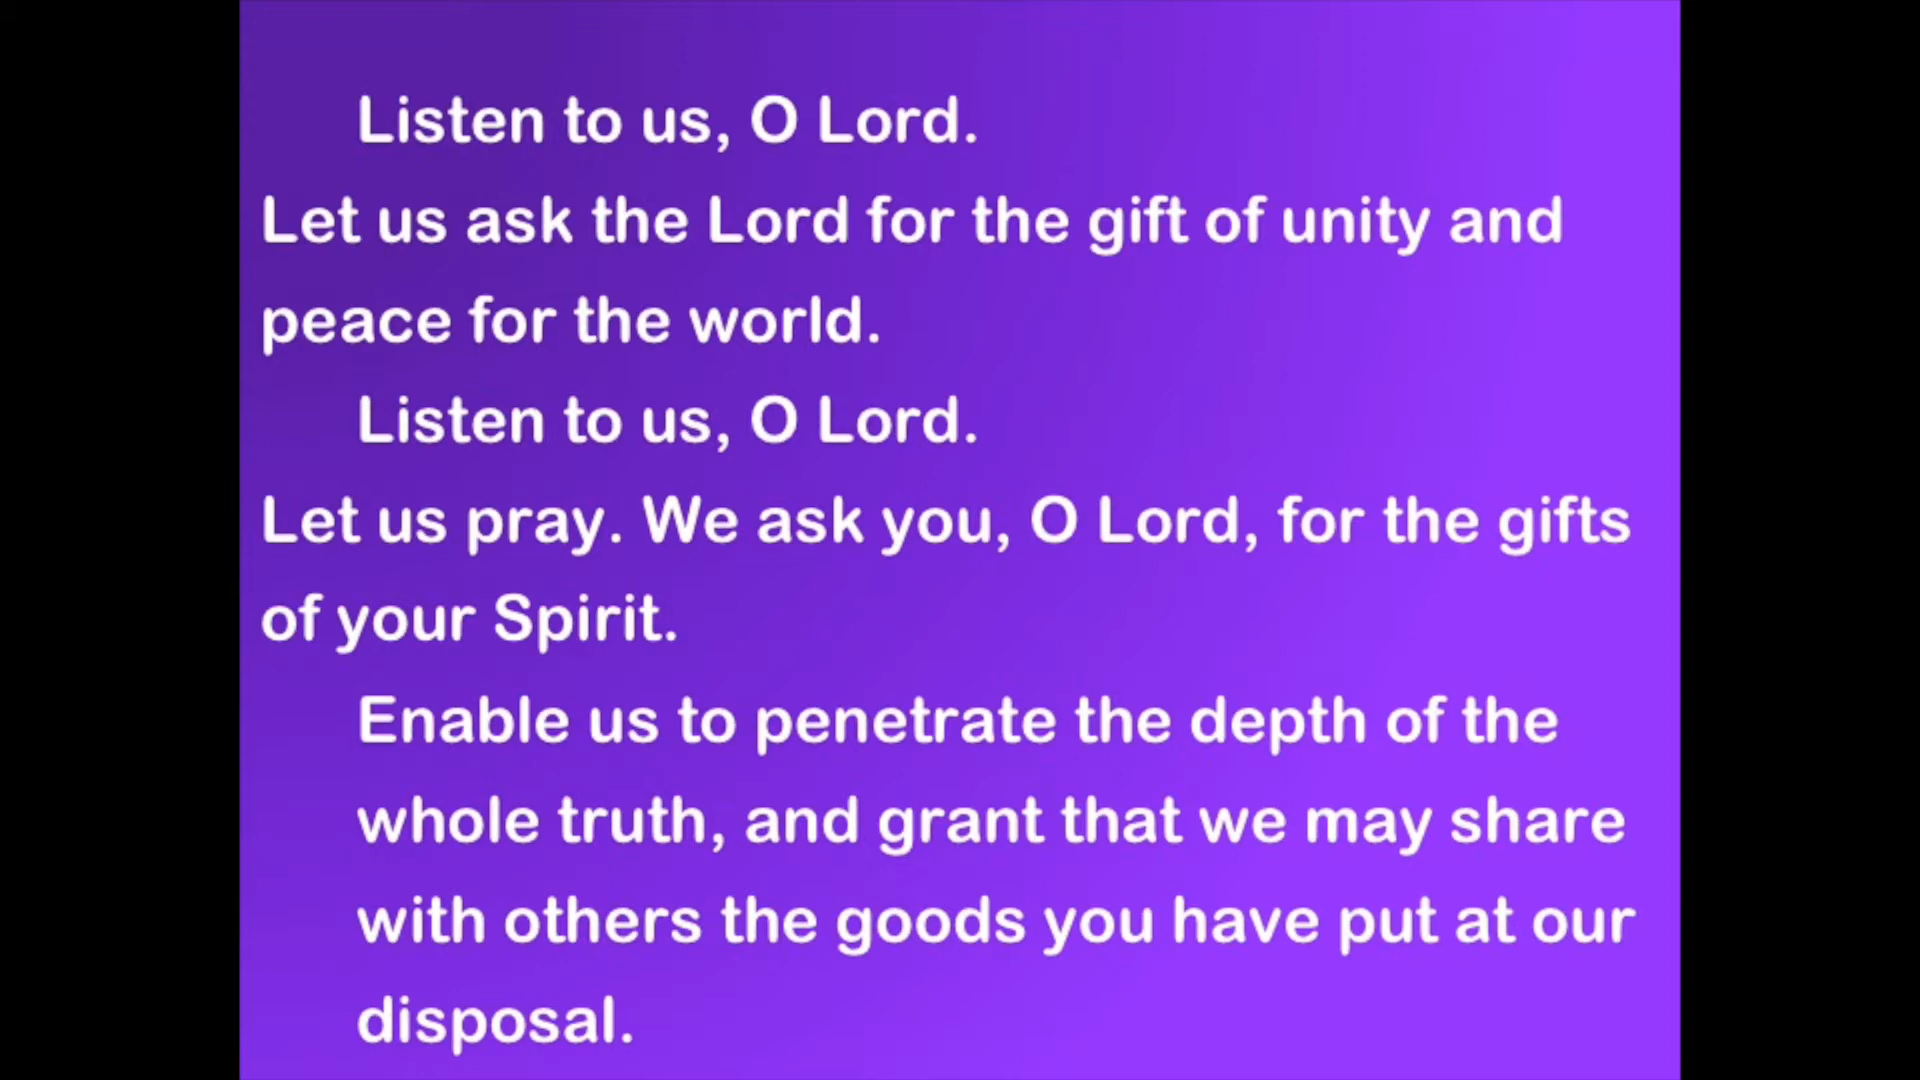 Listen to us, O Lord.
Let us ask the Lord for the gift of unity and
peace for the world.
Listen to us, O Lord.
Let us pray. We ask you, O Lord, for the gifts
of your Spirit.
Enable us to penetrate the depth of the
whole truth, and grant that we may share
with others the goods you have put at our
disposal.